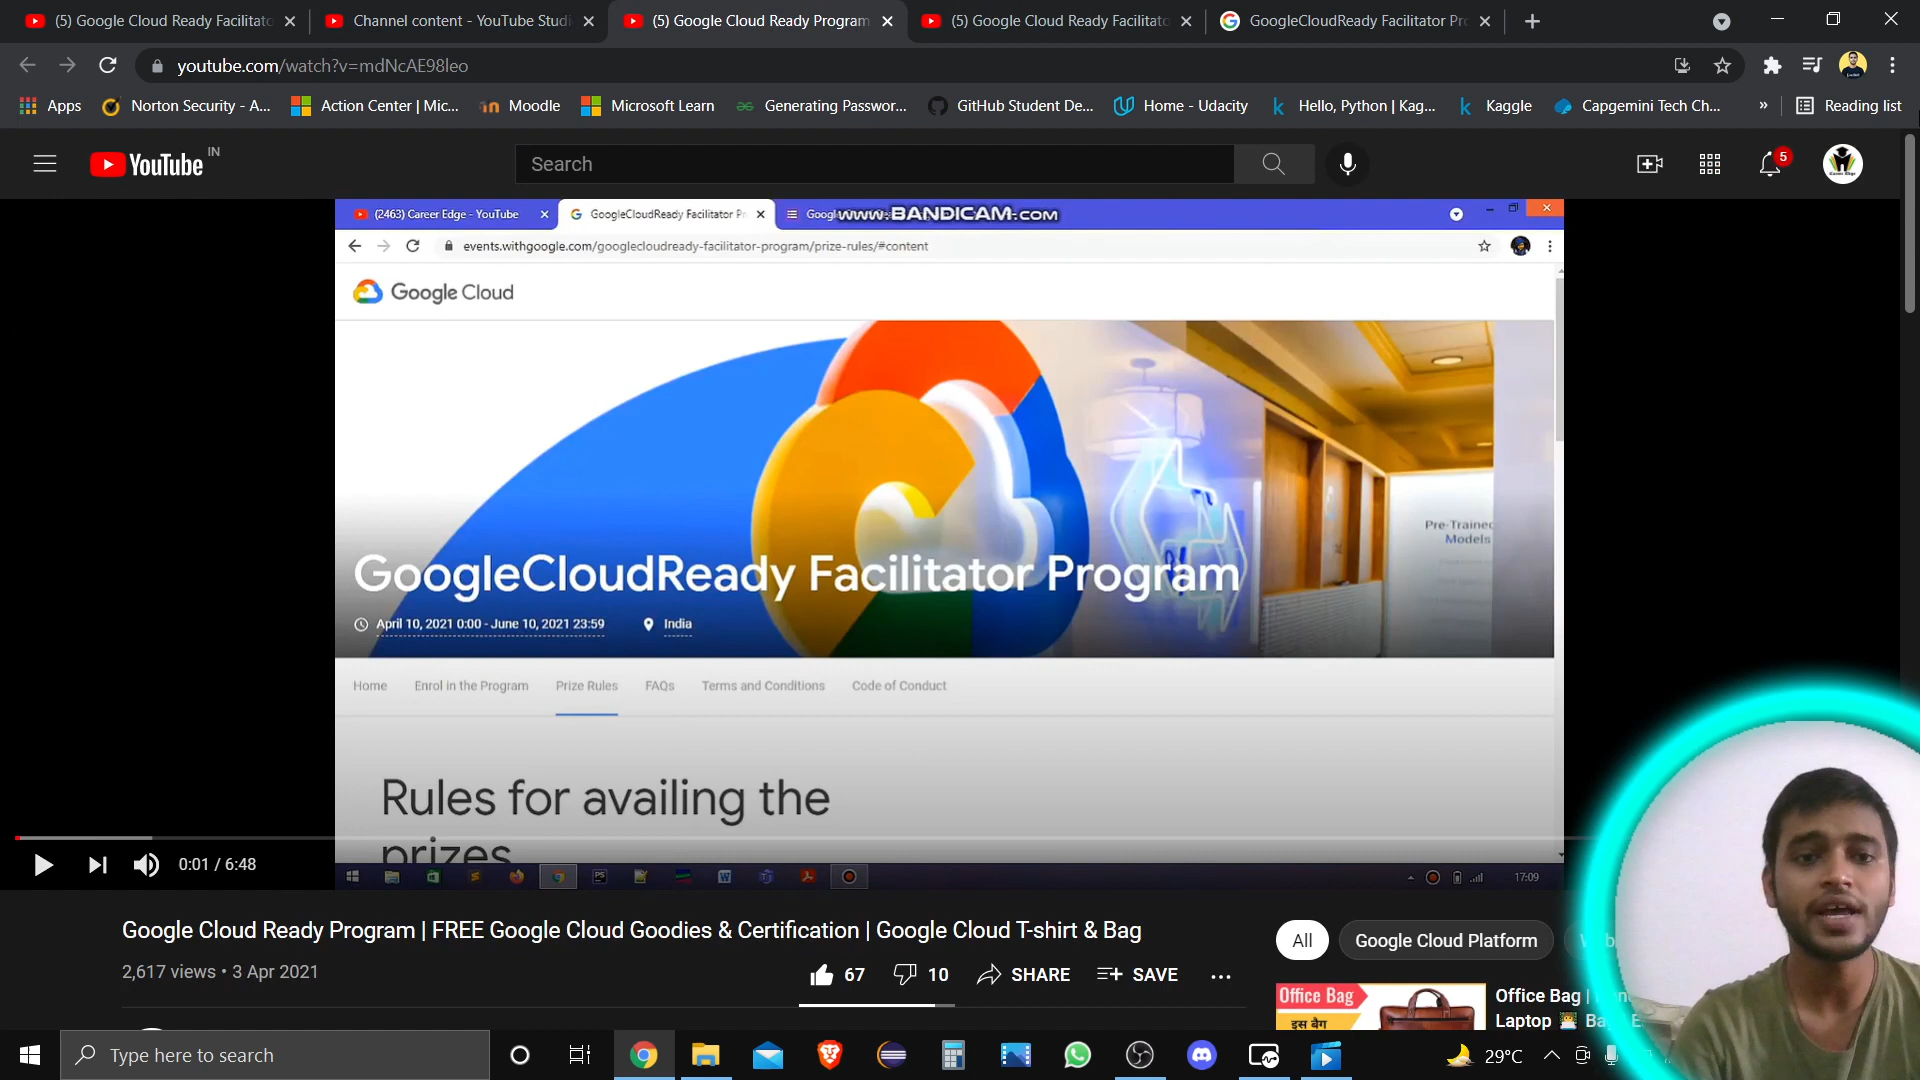 (5) Google Cloud Ready Facilitato
Channel content - YouTube Studi
(5) Google Cloud Ready Program
(5) Google Cloud Ready Facilitato
GoogleCloudReady Facilitator Pro
youtube.com/watch?v=mdNcAE98leo
Apps
Norton Security - A...
Action Center | Mic...
Moodle
Microsoft Learn
Generating Passwor...
GitHub Student De...
Home - Udacity
Hello, Python | Kag...
Kaggle
Capgemini Tech Ch...
»
Reading list
YouTube IN
Search
5
(2463) Career Edge - YouTube
GoogleCloudReady Facilitator Pr
Googl
www.BANDICAM.com
events.withgoogle.com/googlecloudready-facilitator-program/prize-rules/#content
Google Cloud
Pre-Trained
Models
GoogleCloudReady Facilitator Program
April 10, 2021 0:00 - June 10, 2021 23:59
India
Home
Enrol in the Program
Prize Rules
FAQs
Terms and Conditions
Code of Conduct
Rules for availing the
prizes
0:01 / 6:48
17:09
Google Cloud Ready Program | FREE Google Cloud Goodies & Certification | Google Cloud T-shirt & Bag
2,617 views • 3 Apr 2021
67
10
SHARE
SAVE
All
Google Cloud Platform
Office Bag
इस बैग
Office Bag |
Laptop
Type here to search
29°C